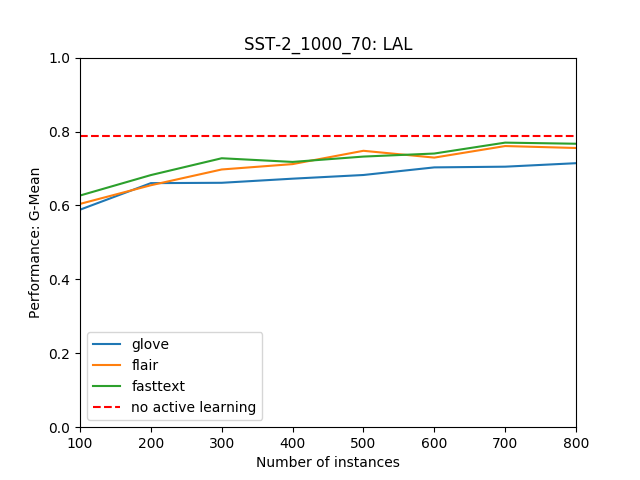 SST-2_1000_70: LAL
Performance: G-Mean
1.0
0.8
0.6
0.4
0.2
0.0
glove
flair
fasttext
no active learning
100 200 300 400 500 600 700 800
Number of instances